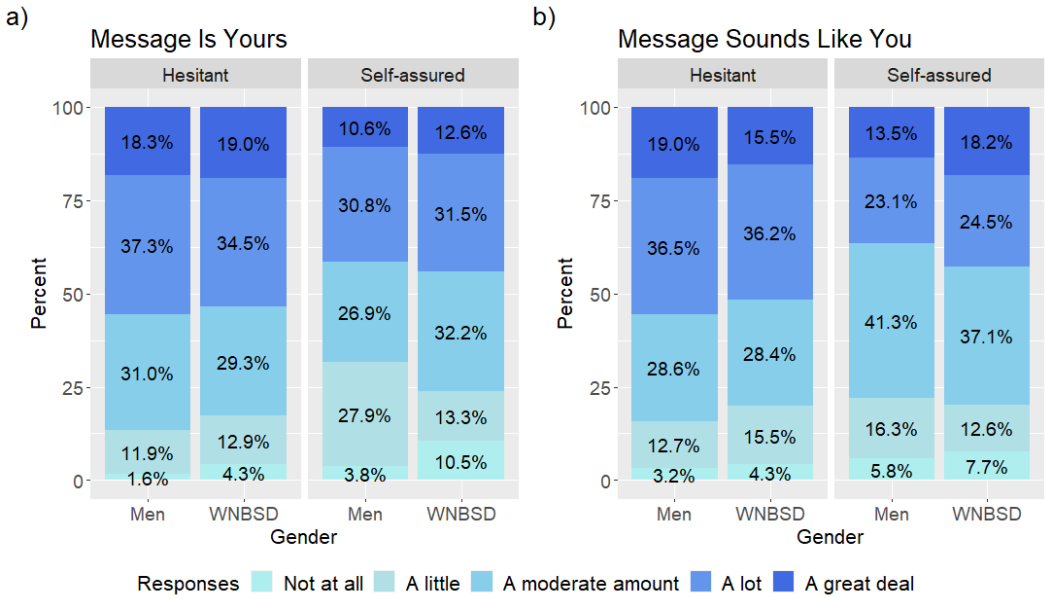 a)
Message Is Yours
Hesitant
Self-assured
Percent
100
75
50
25
0
18.3%
37.3%
31.0%
11.9%
1.6%
19.0%
34.5%
29.3%
12.9%
4.3%
10.6%
30.8%
26.9%
27.9%
3.8%
12.6%
31.5%
32.2%
13.3%
10.5%
Men
WNBSD
Men
WNBSD
Gender
b)
Message Sounds Like You
Hesitant
Self-assured
Percent
100
75
50
25
0
19.0%
36.5%
28.6%
12.7%
3.2%
15.5%
36.2%
28.4%
15.5%
4.3%
13.5%
23.1%
41.3%
16.3%
5.8%
18.2%
24.5%
37.1%
12.6%
7.7%
Men
WNBSD
Men
WNBSD
Gender
Responses Not at all A little A moderate amount A lot A great deal